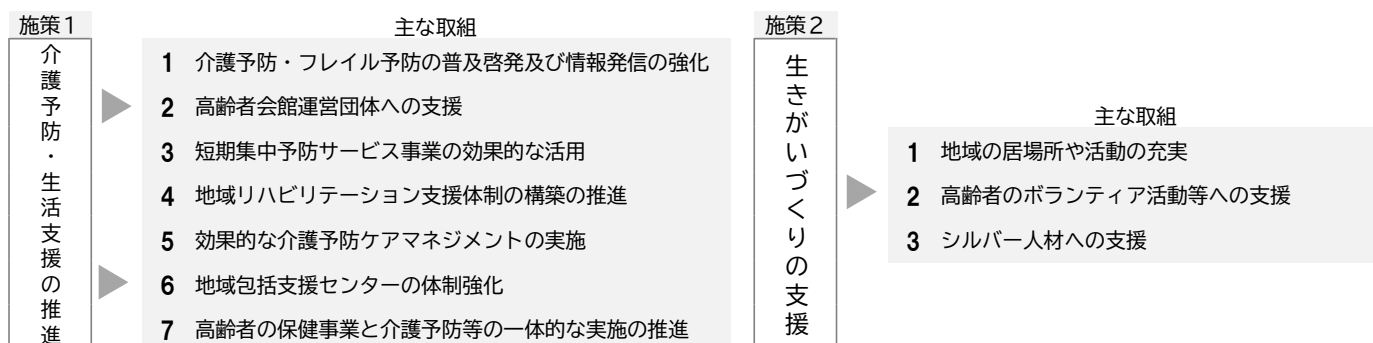 施策1
主な取組
介護予防・生活支援の推進
1 介護予防・フレイル予防の普及啓発及び情報発信の強化
2 高齢者会館運営団体への支援
3 短期集中予防サービス事業の効果的な活用
4 地域リハビリテーション支援体制の構築の推進
5 効果的な介護予防ケアマネジメントの実施
6 地域包括支援センターの体制強化
7 高齢者の保健事業と介護予防等の一体的な実施の推進
施策2
生きがいづくりの支援
主な取組
1 地域の居場所や活動の充実
2 高齢者のボランティア活動等への支援
3 シルバー人材への支援